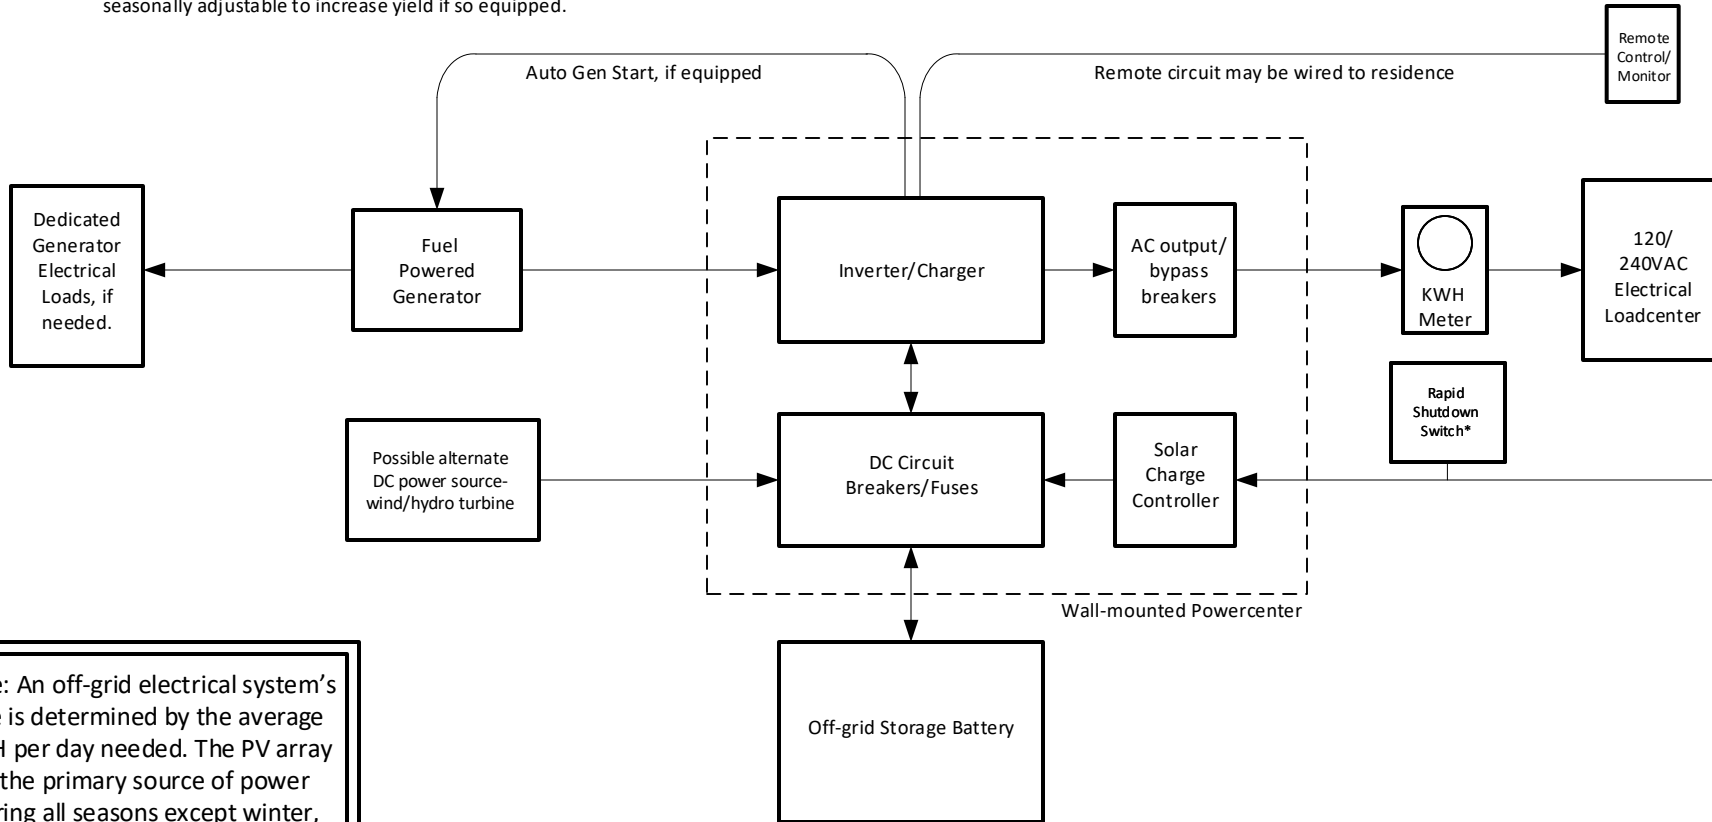 seasonally adjustable to increase yield if so equipped.
Remote
Control/
Monitor
Auto Gen Start, if equipped
Remote circuit may be wired to residence
Dedicated
Generator
Electrical
Loads, if
needed.
Fuel
Powered
Generator
Inverter/Charger
AC output/
bypass
breakers
KWH
Meter
120/
240VAC
Electrical
Loadcenter
Rapid
Shutdown
Switch*
Possible alternate
DC power source-
wind/hydro turbine
DC Circuit
Breakers/Fuses
Solar
Charge
Controller
Wall-mounted Powercenter
: An off-grid electrical system’s
is determined by the average
per day needed. The PV array
the primary source of power
all seasons except winter,
Off-grid Storage Battery